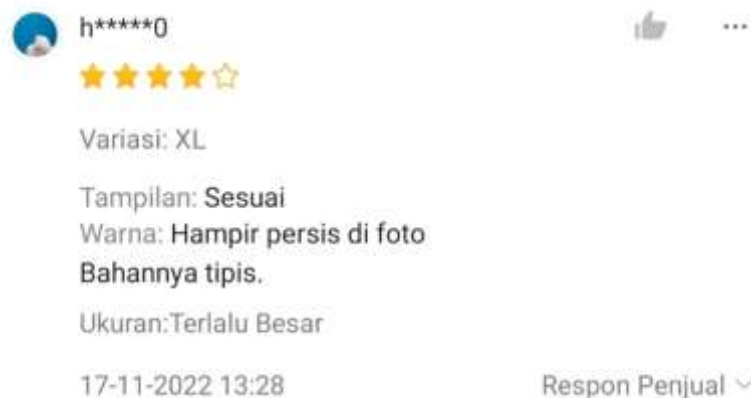 h*****0
Variasi: XL
Tampilan: Sesuai
Warna: Hampir persis di foto
Bahannya tipis.
Ukuran:Terlalu Besar
17-11-2022 13:28 Respon Penjual